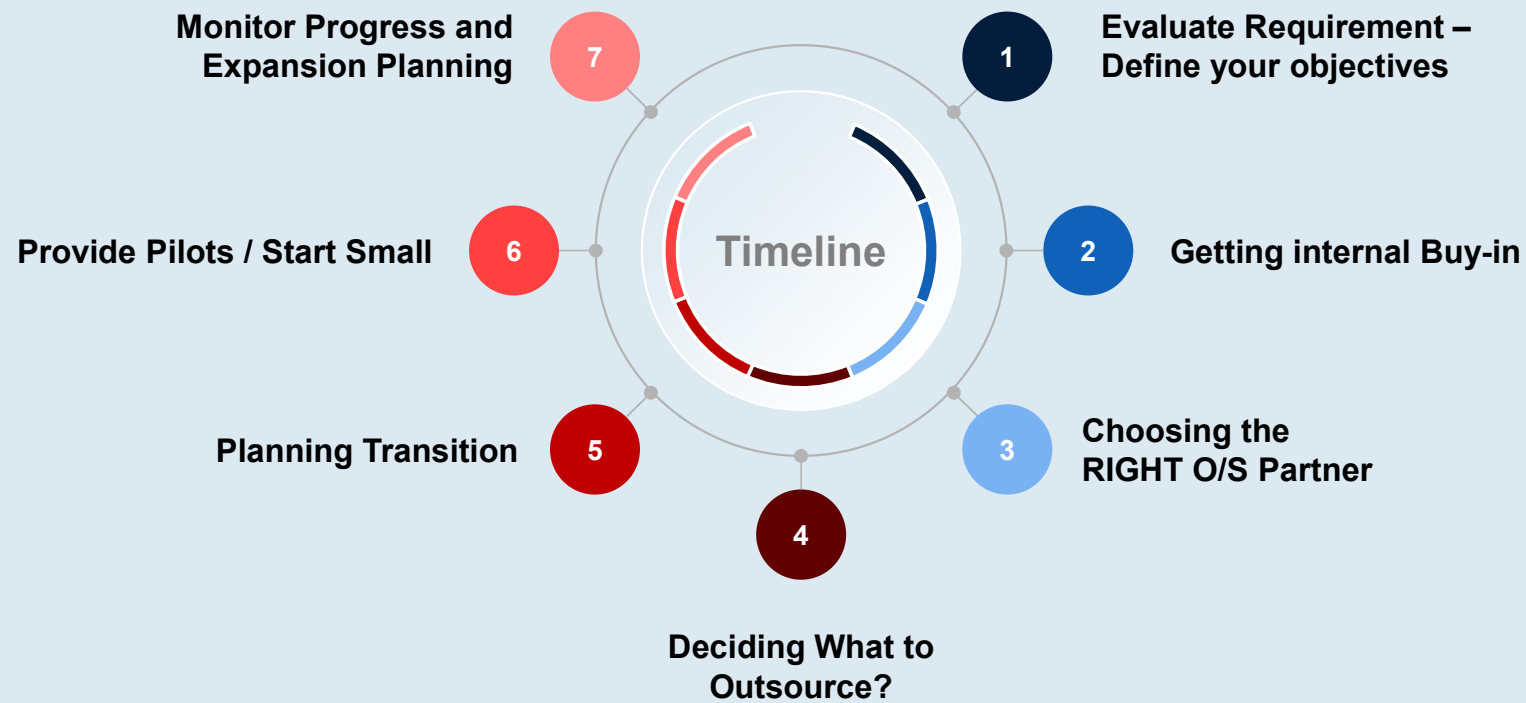 Timeline
1
Evaluate Requirement –
Define your objectives
2
Getting internal Buy-in
3
Choosing the
RIGHT O/S Partner
4
Deciding What to
Outsource?
5
Planning Transition
6
Provide Pilots / Start Small
7
Monitor Progress and
Expansion Planning